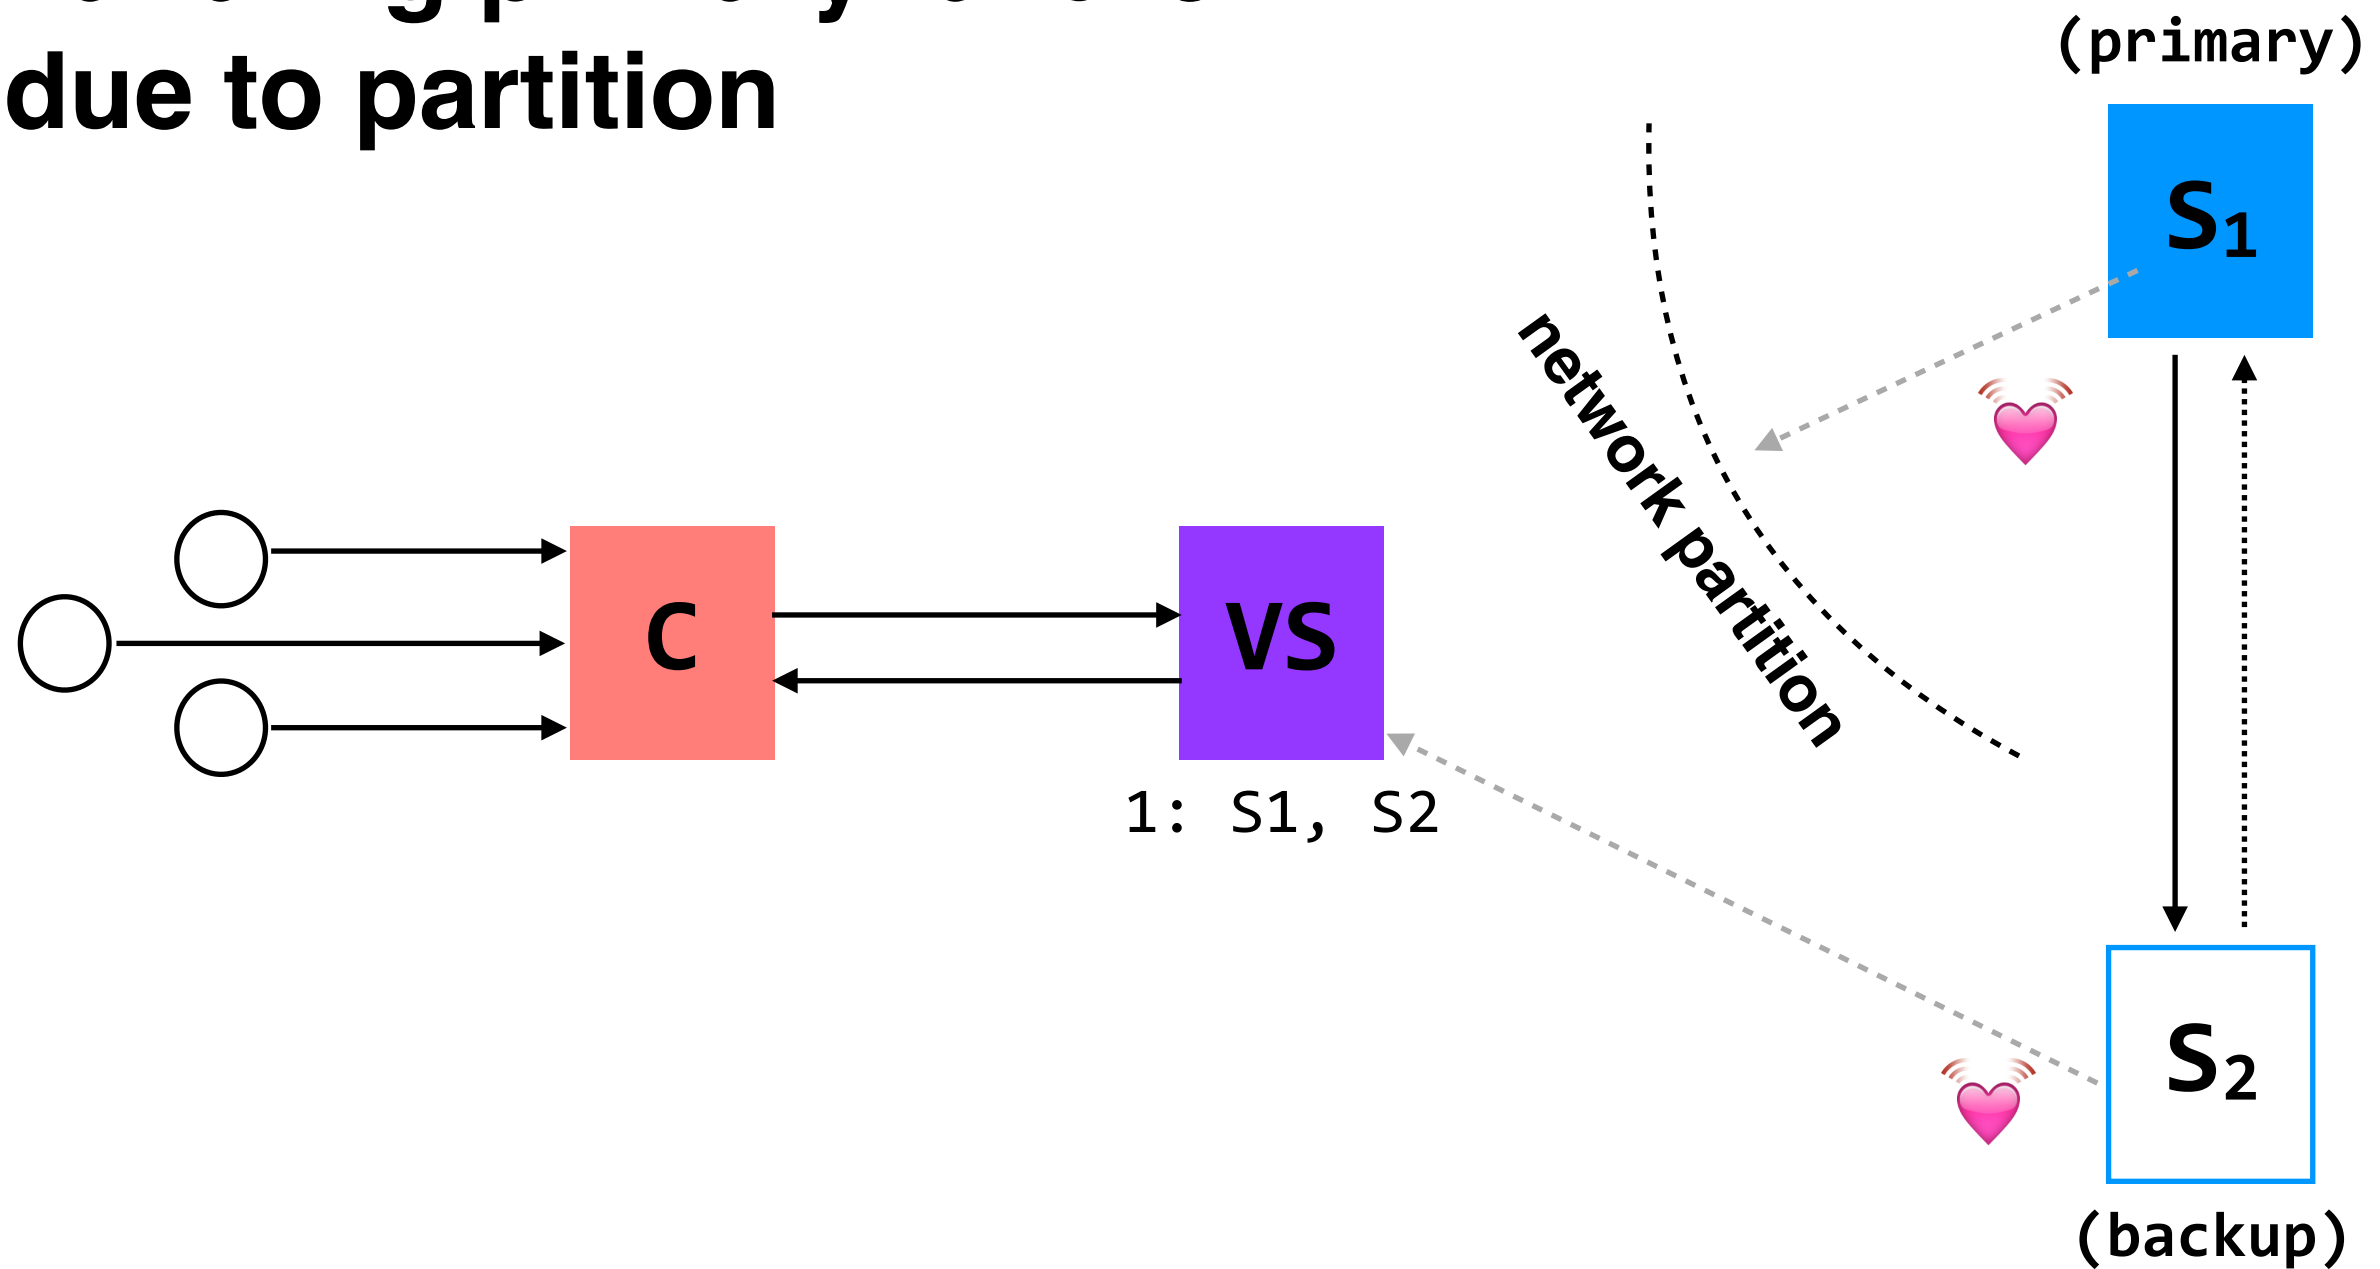 due to partition
(primary)
S1
network partition
C
VS
1: S1, S2
S2
(backup)